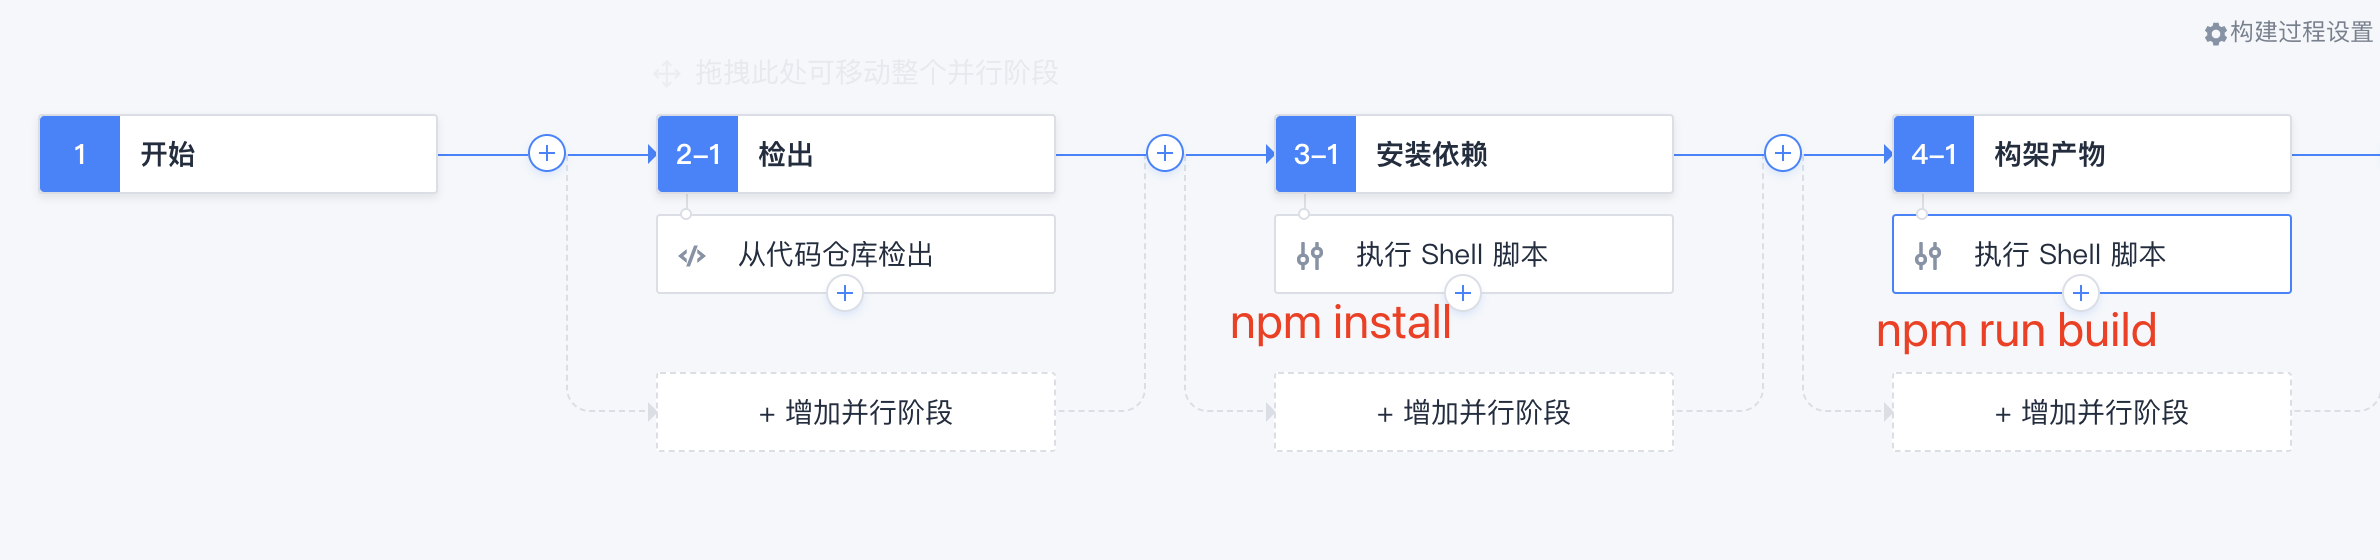 构建过程设置
拖拽此处可移动整个并行阶段
1 开始
2-1 检出
3-1 安装依赖
4-1 构架产物
从代码仓库检出
执行 Shell 脚本
执行 Shell 脚本
npm install
npm run build
+ 增加并行阶段
+ 增加并行阶段
+ 增加并行阶段